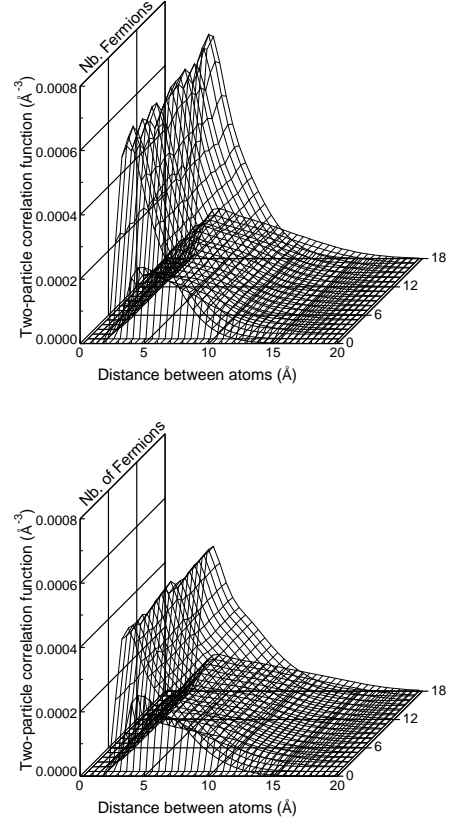 Nb. Fermions
Two-particle correlation function (Å-3)
0.0008
0.0006
0.0004
0.0002
0.0000
0 5 10 15 20
0 6 12 18
Distance between atoms (Å)
Nb. of Fermions
Two-particle correlation function (Å-3)
0.0008
0.0006
0.0004
0.0002
0.0000
0 5 10 15 20
0 6 12 18
Distance between atoms (Å)